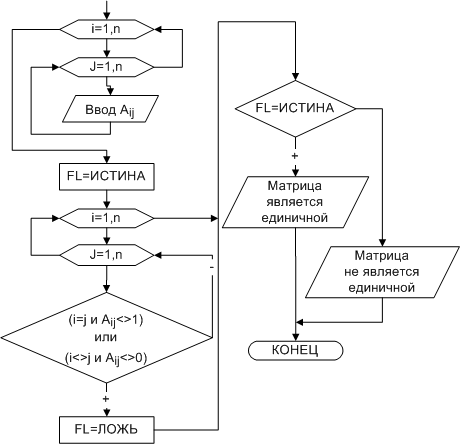 i=1,n
J=1,n
Ввод Aij
FL=ИСТИНА
i=1,n
J=1,n
-
(i=j и Aij<>1)
или
(i<>j и Aij<>0)
+
FL=ЛОЖЬ
FL=ИСТИНА
+
Матрица
является
единичной
Матрица
не является
единичной
КОНЕЦ